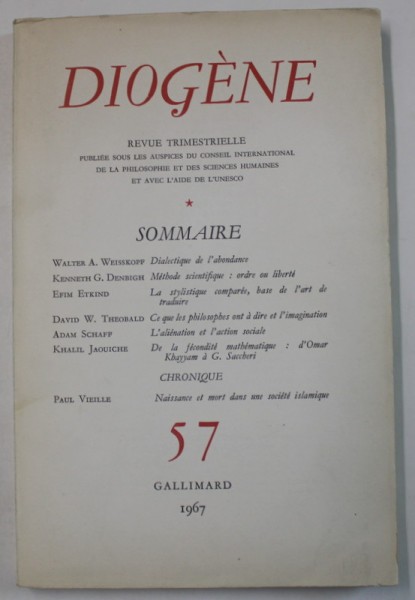 DIOGÈNE
REVUE TRIMESTRIELLE
PUBLIÉE SOUS LES AUSPICES DU CONSEIL INTERNATIONAL
DE LA PHILOSOPHIE ET DES SCIENCES HUMAINES
ET AVEC L'AIDE DE L'UNESCO
★
SOMMAIRE
WALTER A. WEISSKOPF Dialectique de l'abondance
KENNETH G. DENBIGH Méthode scientifique : ordre ou liberté
EFIM ETKIND La stylistique comparée, base de l'art de
traduire
DAVID W. THEOBALD Ce que les philosophes ont à dire et l'imagination
ADAM SCHAFF L'aliénation et l'action sociale
KHALIL JAOUICHE De la fécondité mathématique : d'Omar
Khayyam à G. Saccheri
CHRONIQUE
PAUL VIEILLE Naissance et mort dans une société islamique
57
GALLIMARD
1967